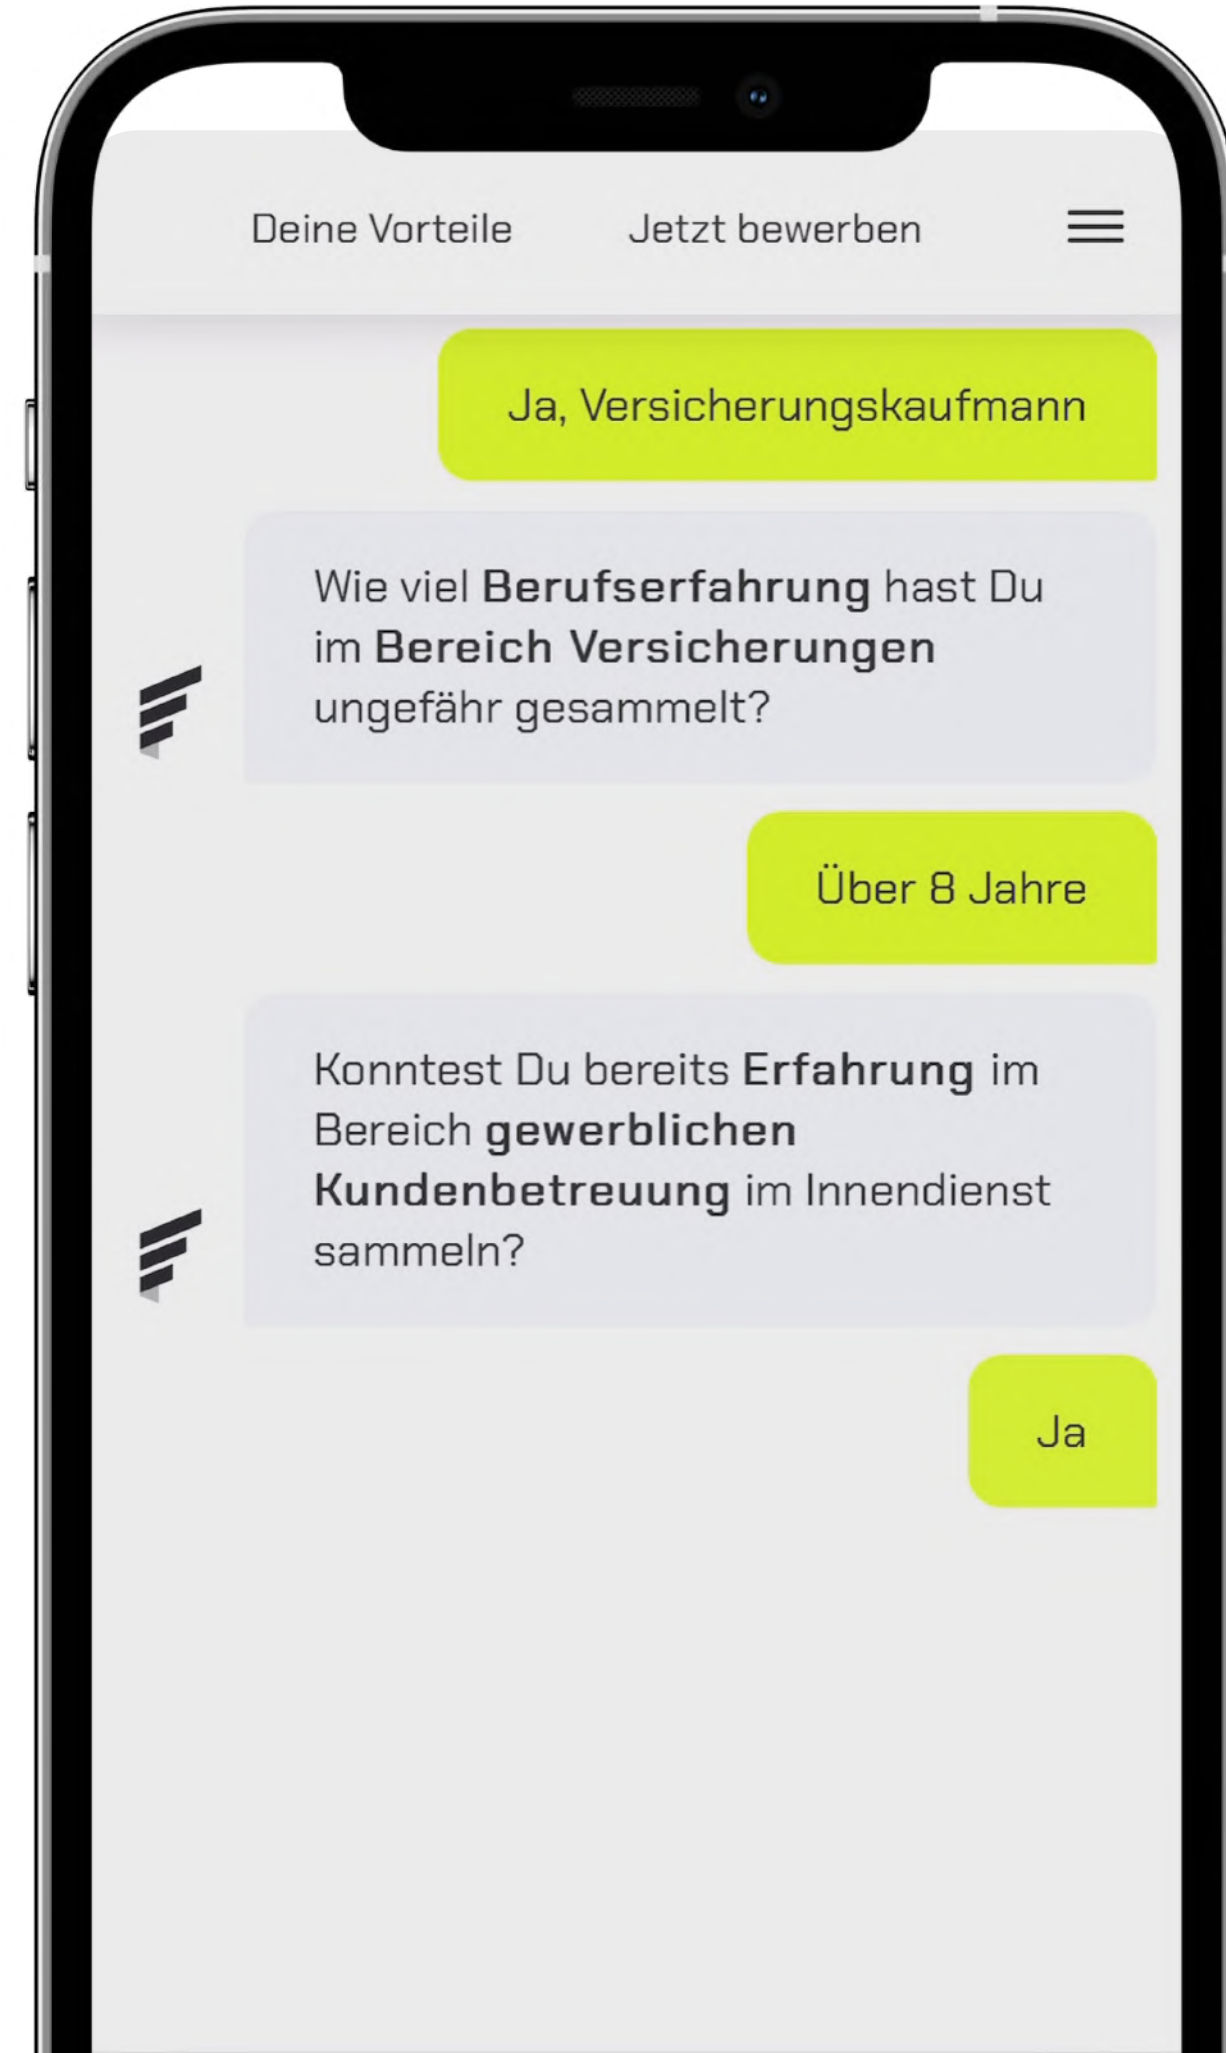 Deine Vorteile
Jetzt bewerben
Ja, Versicherungskaufmann
Wie viel Berufserfahrung hast Du
im Bereich Versicherungen
ungefähr gesammelt?
Über 8 Jahre
Konntest Du bereits Erfahrung im
Bereich gewerblichen
Kundenbetreuung im Innendienst
sammeln?
Ja